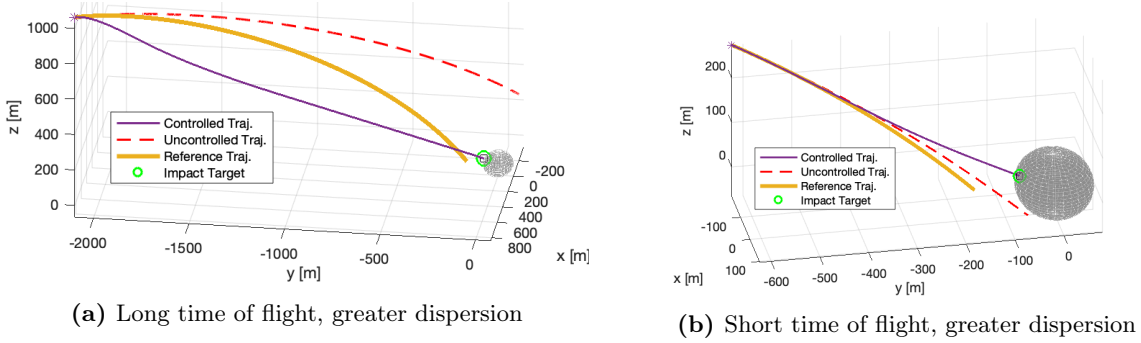 1000
800
600
400
200
0
z [m]
Controlled Traj.
Uncontrolled Traj.
Reference Traj.
Impact Target
-2000
-1500
-1000
-500
0
y [m]
-200
0
200
400
600
800
x [m]
(a) Long time of flight, greater dispersion
200
100
0
z [m]
Controlled Traj.
Uncontrolled Traj.
Reference Traj.
Impact Target
-100
0
100
x [m]
-600
-500
-400
-300
-200
-100
0
y [m]
(b) Short time of flight, greater dispersion